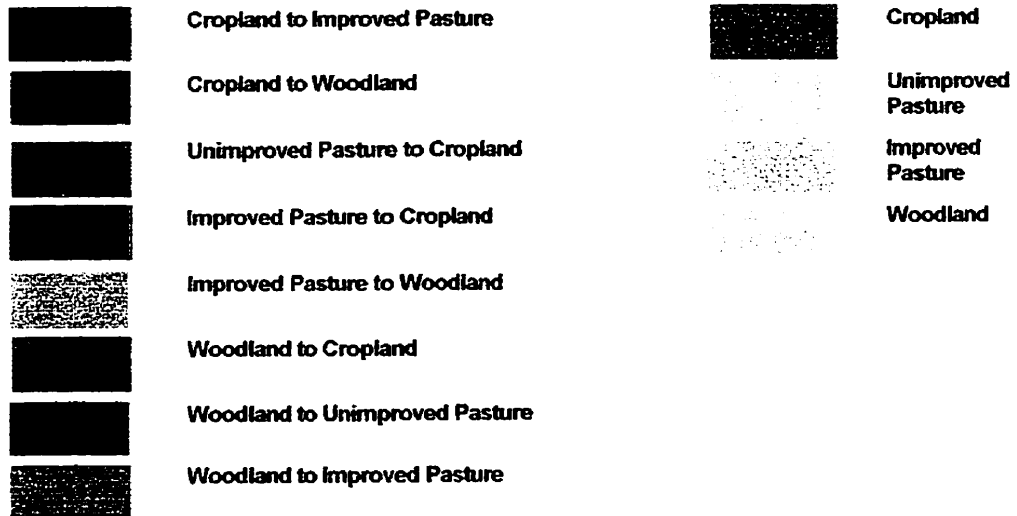 Cropland to Improved Pasture
Cropland to Woodland
Unimproved Pasture to Cropland
Improved Pasture to Cropland
Improved Pasture to Woodland
Woodland to Cropland
Woodland to Unimproved Pasture
Woodland to Improved Pasture
Cropland
Unimproved
Pasture
Improved
Pasture
Woodland